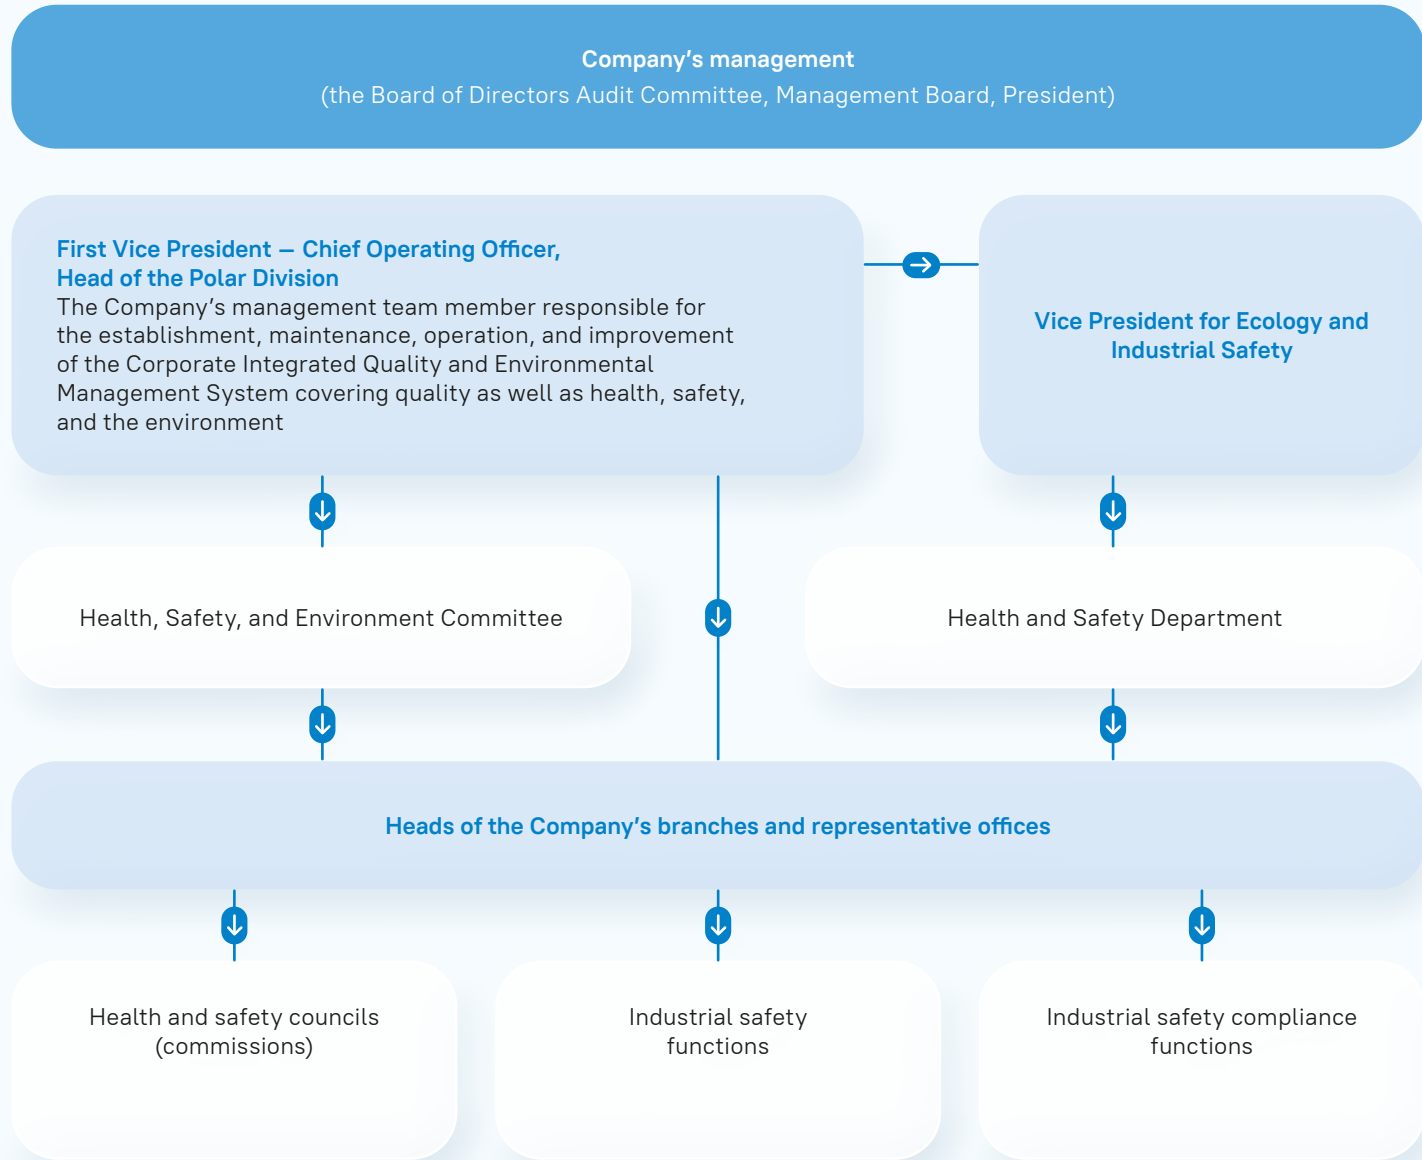 Company's management
(the Board of Directors Audit Committee, Management Board, President)
First Vice President – Chief Operating Officer,
Head of the Polar Division
The Company's management team member responsible for
the establishment, maintenance, operation, and improvement
of the Corporate Integrated Quality and Environmental
Management System covering quality as well as health, safety,
and the environment
Vice President for Ecology and
Industrial Safety
Health, Safety, and Environment Committee
Health and Safety Department
Heads of the Company's branches and representative offices
Health and safety councils
(commissions)
Industrial safety
functions
Industrial safety compliance
functions